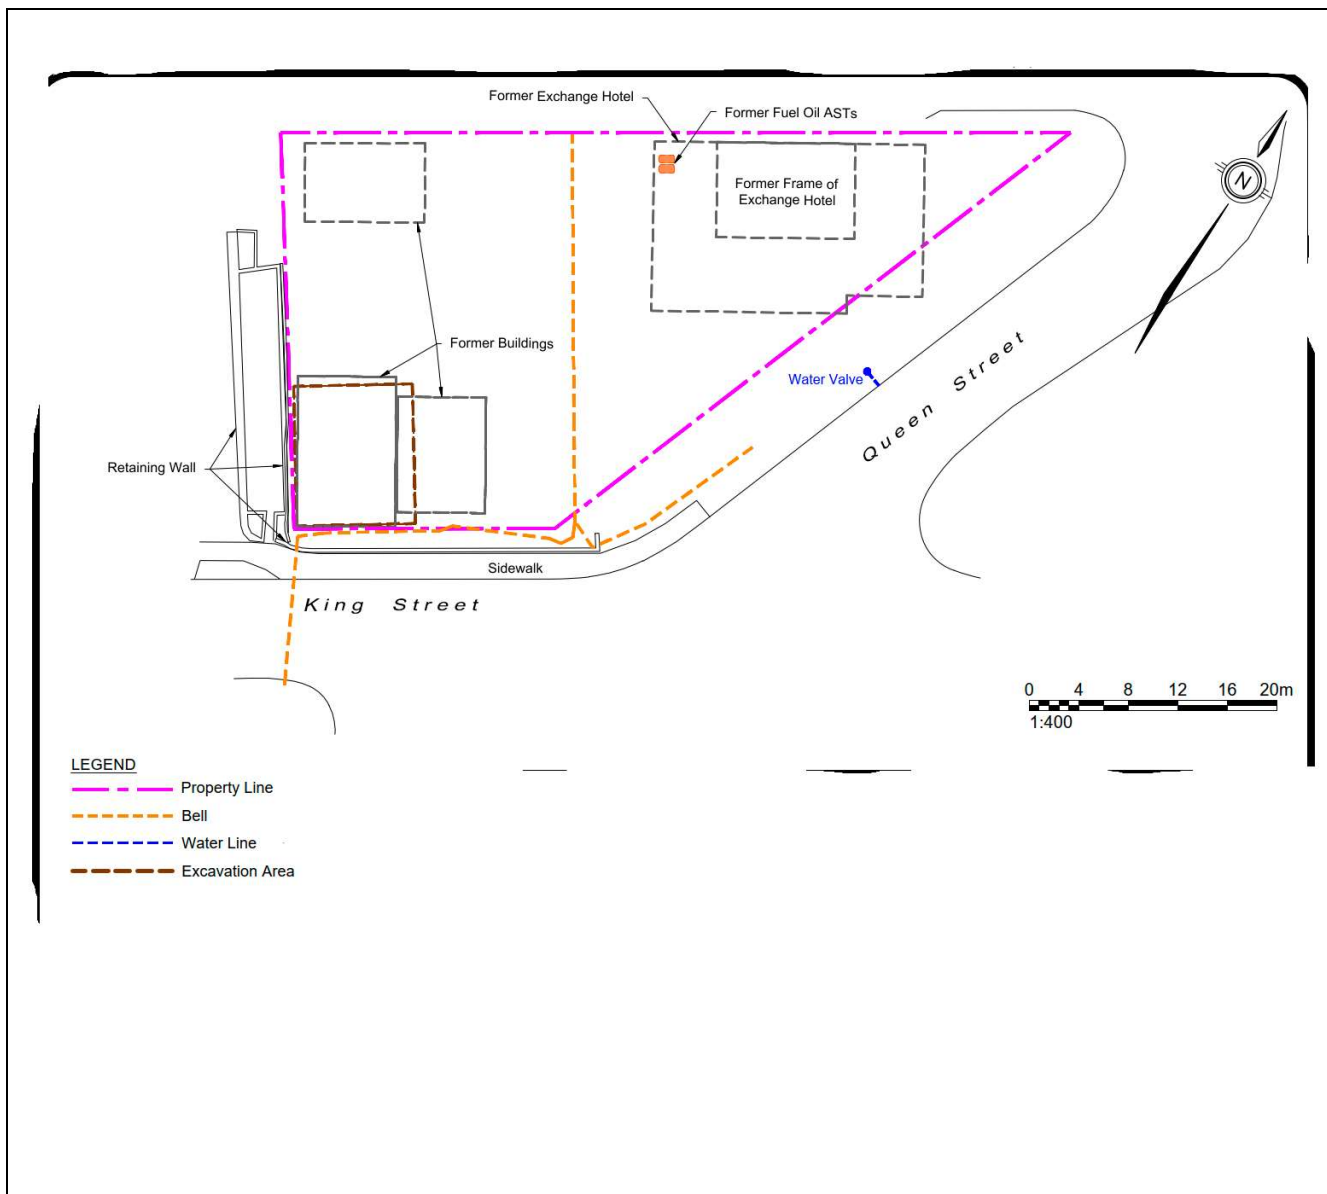 Former Exchange Hotel
Former Fuel Oil ASTs
Former Frame of
Exchange Hotel
N
Former Buildings
Water Valve
Queen Street
Retaining Wall
Sidewalk
King Street
0 4 8 12 16 20m
1:400
LEGEND
Property Line
Bell
Water Line
Excavation Area